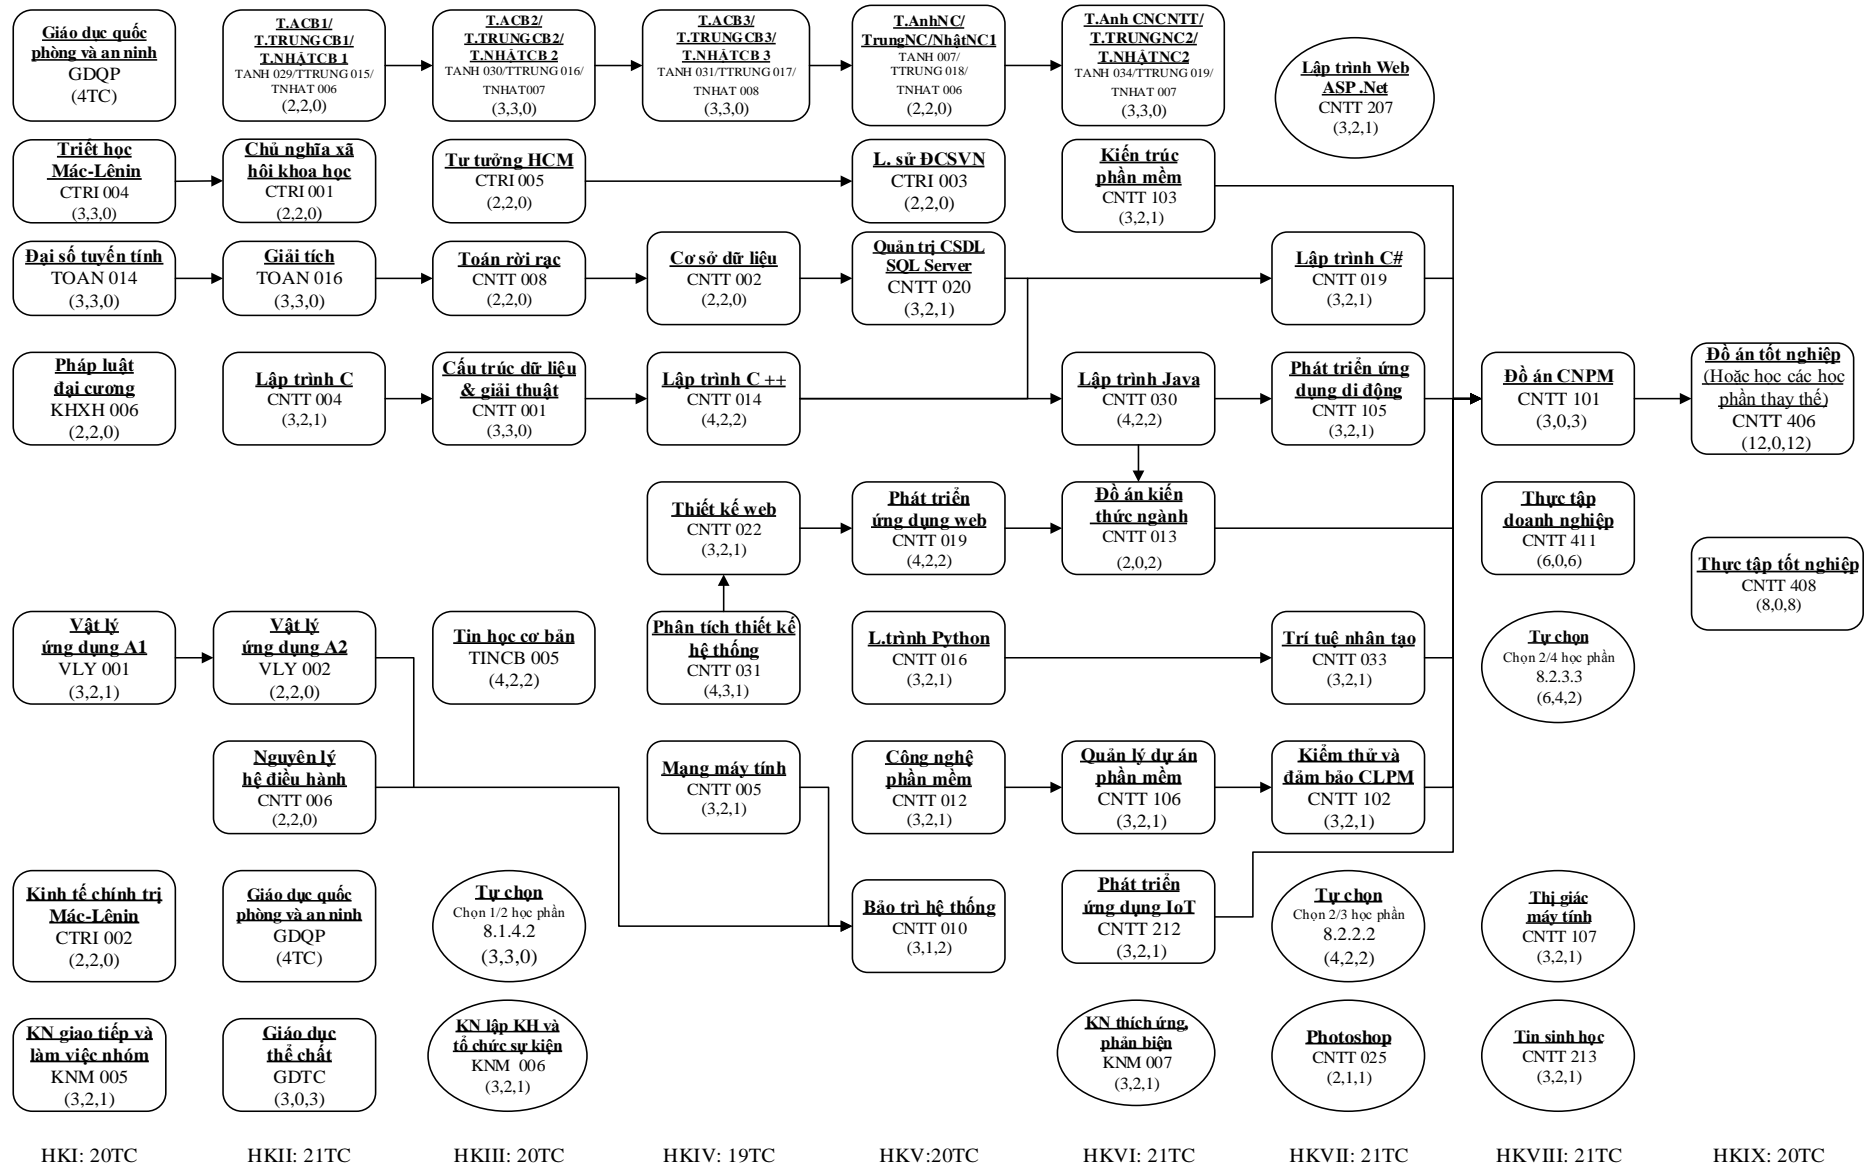 Giáo dục quốc
phòng và an ninh
GDQP
(4TC)
T.ACB1/
T.TRUNGCB1/
T.NHẬTCB 1
TANH 029/TTRUNG 015/
TNHAT 006
(2,2,0)
T.ACB2/
T.TRUNGCB2/
T.NHẬTCB 2
TANH 030/TTRUNG 016/
TNHAT007
(3,3,0)
T.ACB3/
T.TRUNGCB3/
T.NHẬTCB 3
TANH 031/TTRUNG 017/
TNHAT 008
(3,3,0)
T.AnhNC/
TrungNC/NhậtNC1
TANH 007/
TTRUNG 018/
TNHAT 006
(2,2,0)
T.Anh CNCNTT/
T.TRUNGNC2/
T.NHẬTNC2
TANH 034/TTRUNG 019/
TNHAT 007
(3,3,0)
Lập trình Web
ASP .Net
CNTT 207
(3,2,1)
Triết học
Mác-Lênin
CTRI 004
(3,3,0)
Chủ nghĩa xã
hôi khoa học
CTRI 001
(2,2,0)
Tư tưởng HCM
CTRI 005
(2,2,0)
L. sử ĐCSVN
CTRI 003
(2,2,0)
Kiến trúc
phần mềm
CNTT 103
(3,2,1)
Đại số tuyến tính
TOAN 014
(3,3,0)
Giải tích
TOAN 016
(3,3,0)
Toán rời rạc
CNTT 008
(2,2,0)
Cơ sở dữ liệu
CNTT 002
(2,2,0)
Quản trị CSDL
SQL Server
CNTT 020
(3,2,1)
Lập trình C#
CNTT 019
(3,2,1)
Pháp luật
đại cương
KHXH 006
(2,2,0)
Lập trình C
CNTT 004
(3,2,1)
Cấu trúc dữ liệu
& giải thuật
CNTT 001
(3,3,0)
Lập trình C ++
CNTT 014
(4,2,2)
Lập trình Java
CNTT 030
(4,2,2)
Phát triển ứng
dụng di động
CNTT 105
(3,2,1)
Đồ án CNPM
CNTT 101
(3,0,3)
Đồ án tốt nghiệp
(Hoặc học các học
phần thay thế)
CNTT 406
(12,0,12)
Thiết kế web
CNTT 022
(3,2,1)
Phát triển
ứng dụng web
CNTT 019
(4,2,2)
Đồ án kiến
thức ngành
CNTT 013
(2,0,2)
Thực tập
doanh nghiệp
CNTT 411
(6,0,6)
Thực tập tốt nghiệp
CNTT 408
(8,0,8)
Vật lý
ứng dụng A1
VLY 001
(3,2,1)
Vật lý
ứng dụng A2
VLY 002
(2,2,0)
Tin học cơ bản
TINCB 005
(4,2,2)
Phân tích thiết kế
hệ thống
CNTT 031
(4,3,1)
L.trình Python
CNTT 016
(3,2,1)
Trí tuệ nhân tạo
CNTT 033
(3,2,1)
Tự chọn
Chọn 2/4 học phần
8.2.3.3
(6,4,2)
Nguyên lý
hệ điều hành
CNTT 006
(2,2,0)
Mạng máy tính
CNTT 005
(3,2,1)
Công nghệ
phần mềm
CNTT 012
(3,2,1)
Quản lý dự án
phần mềm
CNTT 106
(3,2,1)
Kiểm thử và
đảm bảo CLPM
CNTT 102
(3,2,1)
Kinh tế chính trị
Mác-Lênin
CTRI 002
(2,2,0)
Giáo dục quốc
phòng và an ninh
GDQP
(4TC)
Tự chọn
Chọn 1/2 học phần
8.1.4.2
(3,3,0)
Bảo trì hệ thống
CNTT 010
(3,1,2)
Phát triển
ứng dụng IoT
CNTT 212
(3,2,1)
Tự chọn
Chọn 2/3 học phần
8.2.2.2
(4,2,2)
Thị giác
máy tính
CNTT 107
(3,2,1)
KN giao tiếp và
làm việc nhóm
KNM 005
(3,2,1)
Giáo dục
thể chất
GDTC
(3,0,3)
KN lập KH và
tổ chức sự kiện
KNM 006
(3,2,1)
KN thích ứng,
phản biện
KNM 007
(3,2,1)
Photoshop
CNTT 025
(2,1,1)
Tin sinh học
CNTT 213
(3,2,1)
HKI: 20TC
HKII: 21TC
HKIII: 20TC
HKIV: 19TC
HKV:20TC
HKVI: 21TC
HKVII: 21TC
HKVIII: 21TC
HKIX: 20TC